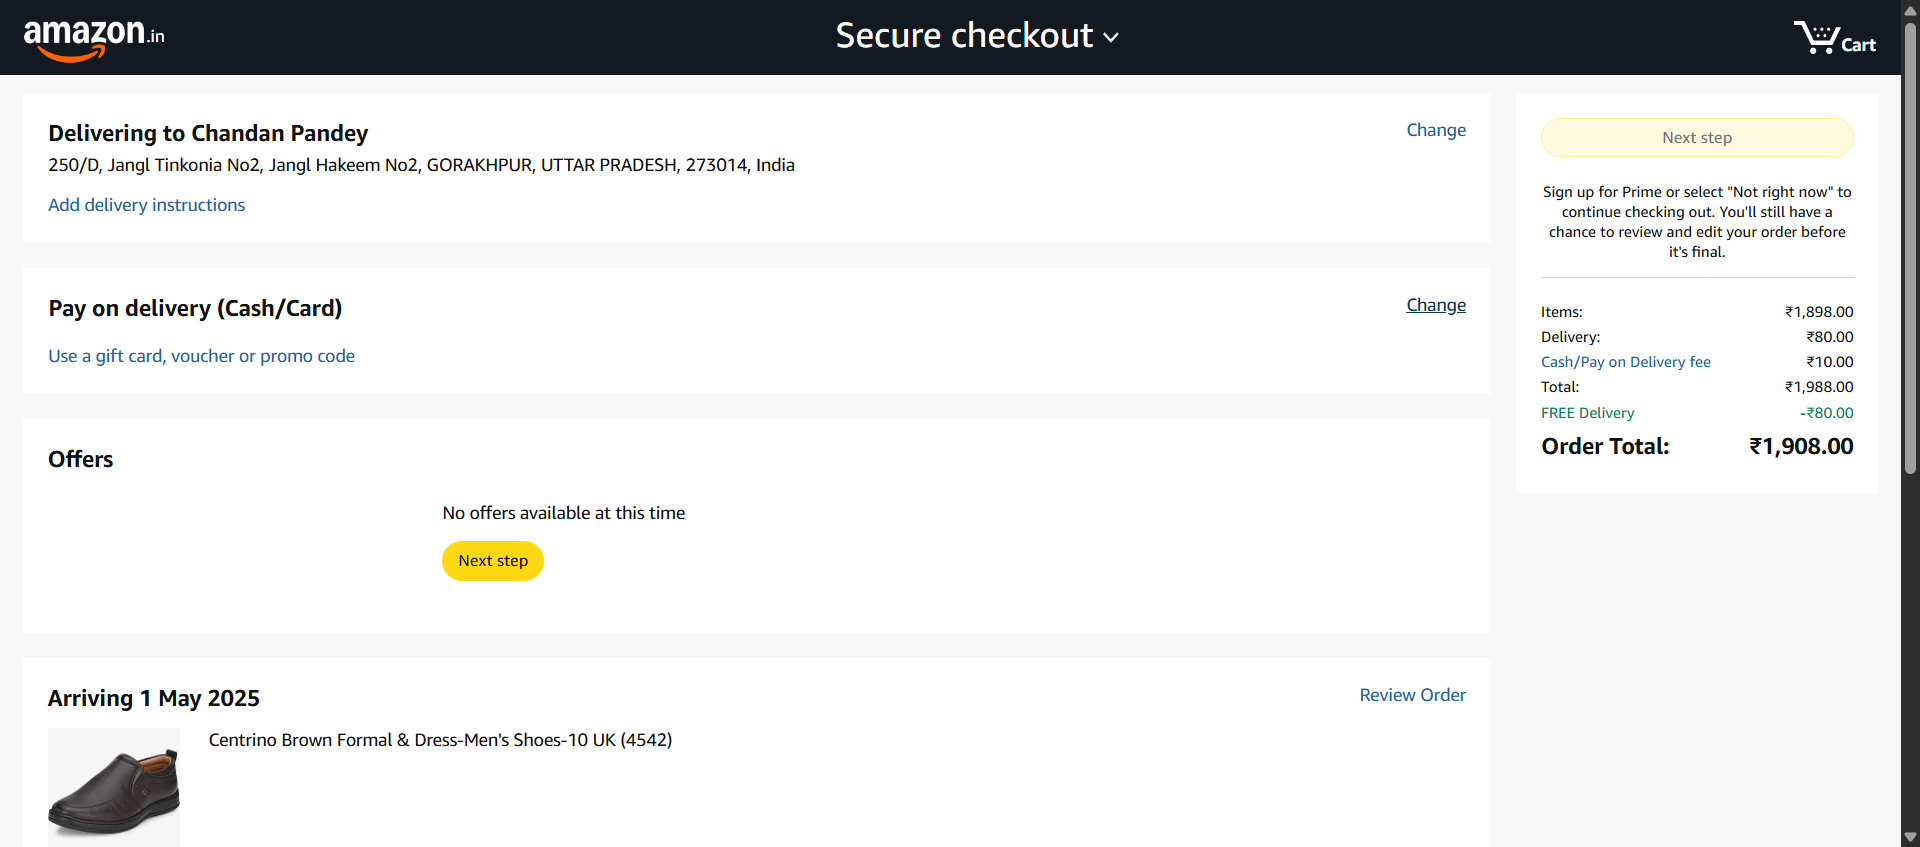 amazon.in
Secure checkout
Cart
Delivering to Chandan Pandey
Change
250/D, Jangl Tinkonia No2, Jangl Hakeem No2, GORAKHPUR, UTTAR PRADESH, 273014, India
Add delivery instructions
Pay on delivery (Cash/Card)
Change
Use a gift card, voucher or promo code
Offers
No offers available at this time
Next step
Arriving 1 May 2025
Review Order
Centrino Brown Formal & Dress-Men's Shoes-10 UK (4542)
Next step
Sign up for Prime or select "Not right now" to
continue checking out. You'll still have a
chance to review and edit your order before
it's final.
Items: ₹1,898.00
Delivery: ₹80.00
Cash/Pay on Delivery fee ₹10.00
Total: ₹1,988.00
FREE Delivery -₹80.00
Order Total: ₹1,908.00